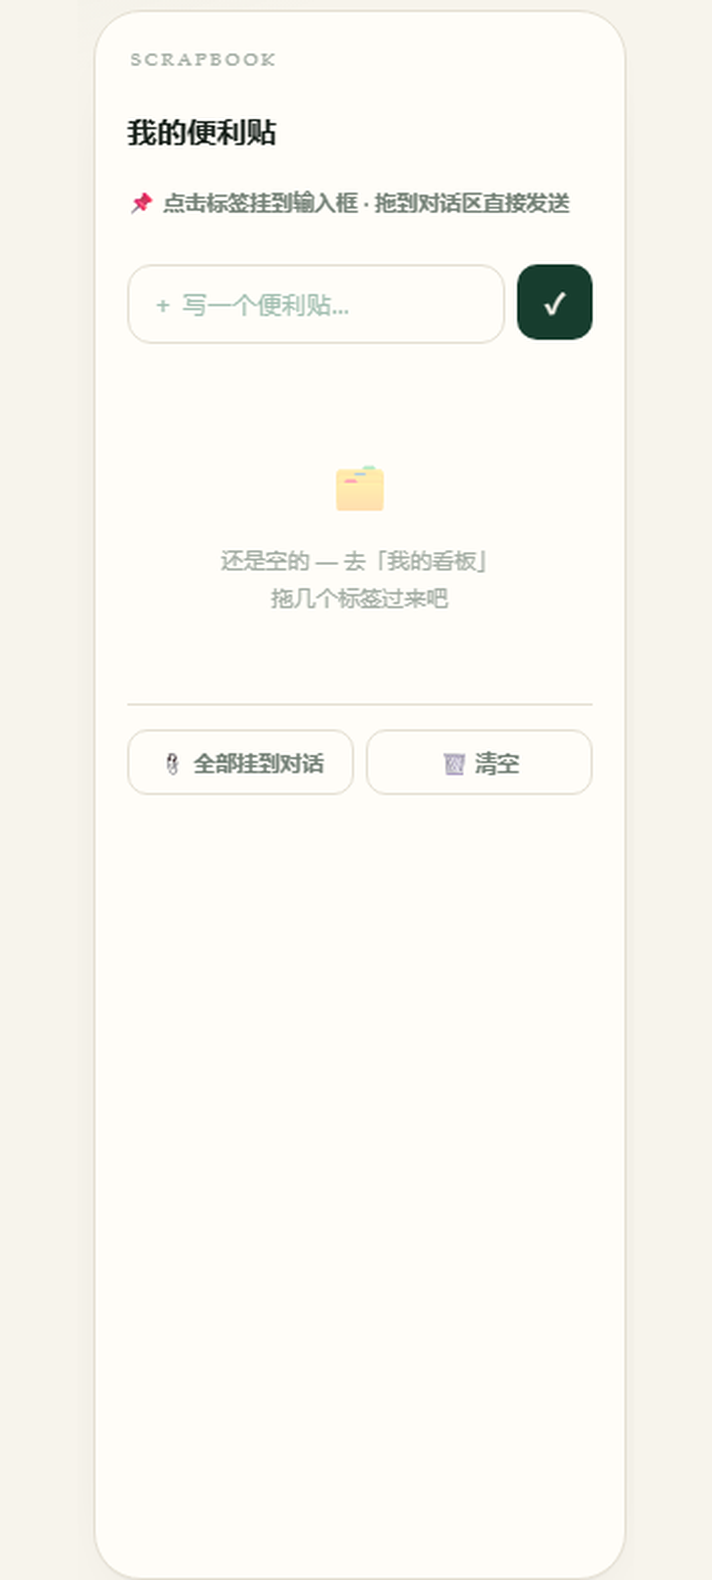 SCRAPBOOK
我的便利贴
📌 点击标签挂到输入框 · 拖到对话区直接发送
+ 写一个便利贴...
✓
还是空的 — 去「我的看板」
拖几个标签过来吧
🖇 全部挂到对话
🗑 清空